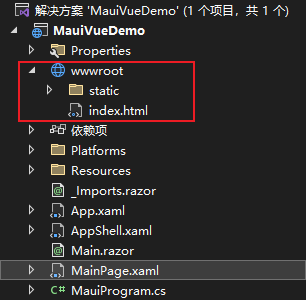 解决方案 'MauiVueDemo' (1 个项目，共 1 个)
MauiVueDemo
Properties
wwwroot
static
index.html
依赖项
Platforms
Resources
_Imports.razor
App.xaml
AppShell.xaml
Main.razor
MainPage.xaml
C# MauiProgram.cs